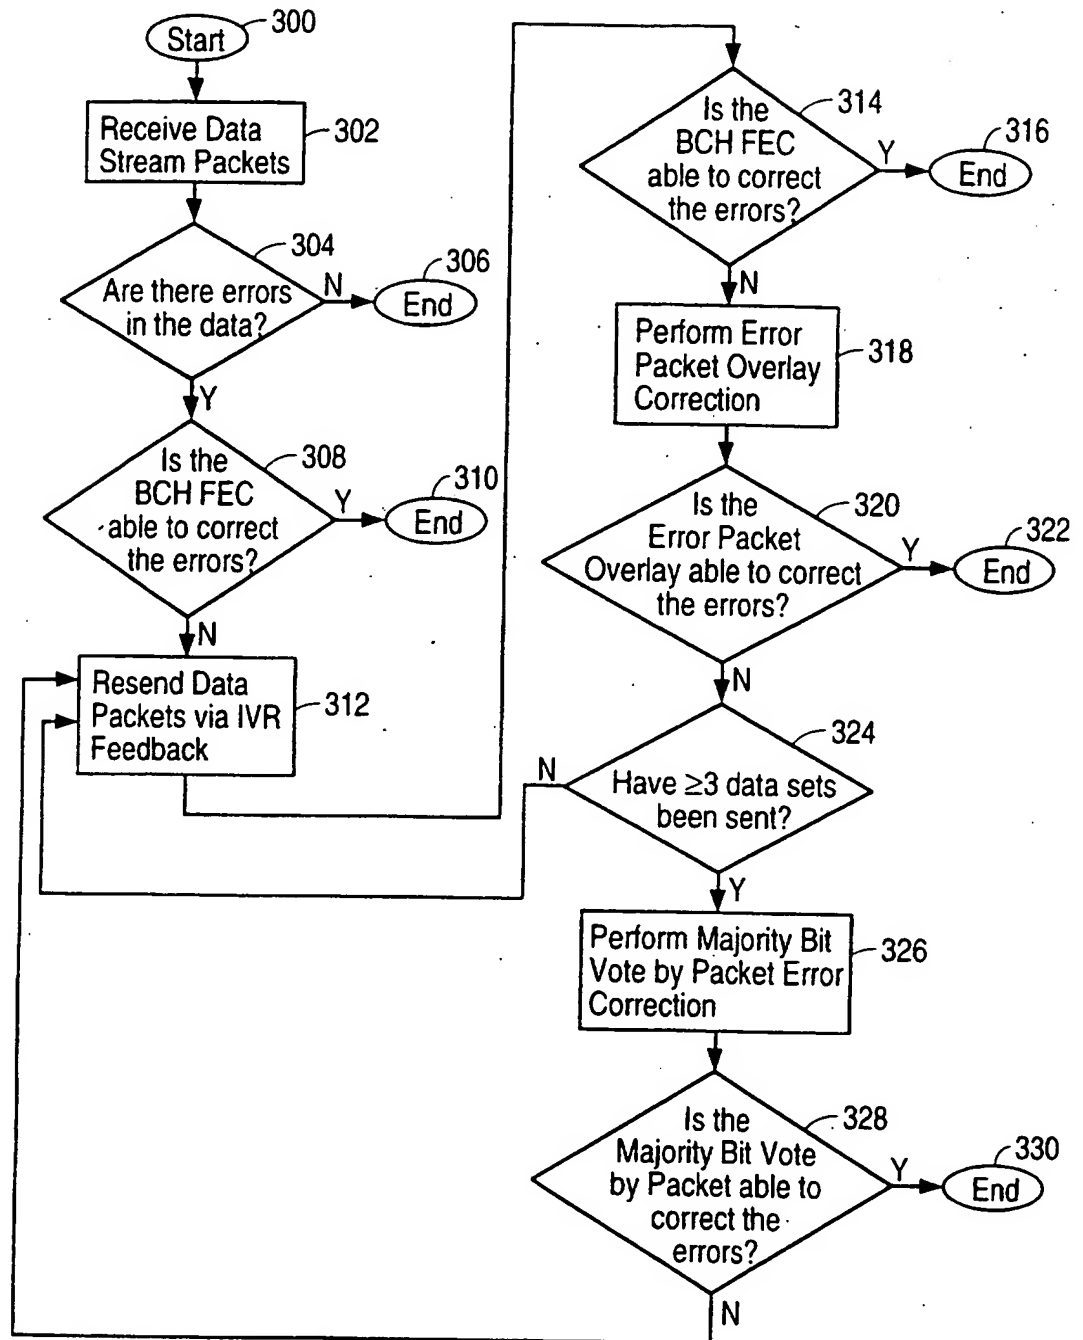 Start
300
Receive Data
Stream Packets
302
304
Are there errors
in the data?
N
306
End
Y
308
Is the
BCH FEC
able to correct
the errors?
Y
310
End
N
Resend Data
Packets via IVR
Feedback
312
314
Is the
BCH FEC
able to correct
the errors?
Y
316
End
N
Perform Error
Packet Overlay
Correction
318
320
Is the
Error Packet
Overlay able to correct
the errors?
Y
322
End
N
324
Have ≥3 data sets
been sent?
N
Y
Perform Majority Bit
Vote by Packet Error
Correction
326
328
Is the
Majority Bit Vote
by Packet able to
correct the
errors?
Y
330
End
N